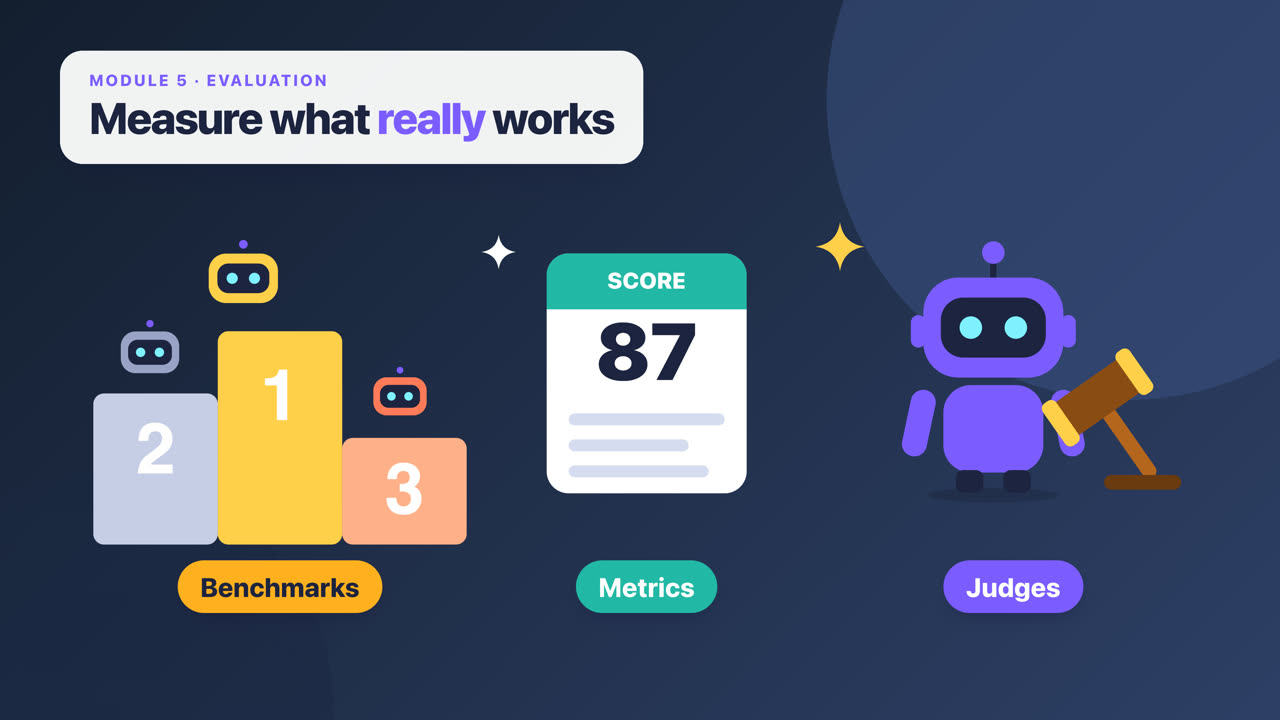 MODULE 5 · EVALUATION
Measure what really works
2
1
3
SCORE
87
Benchmarks
Metrics
Judges